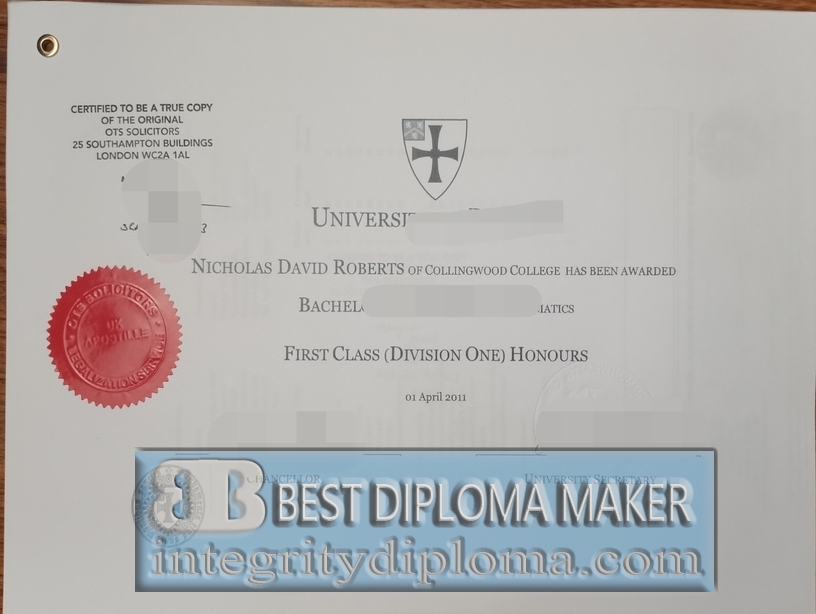 CERTIFIED TO BE A TRUE COPY
OF THE ORIGINAL
OTS SOLICITORS
25 SOUTHAMPTON BUILDINGS
LONDON WC2A 1AL
UNIVERSI
NICHOLAS DAVID ROBERTS OF COLLINGWOOD COLLEGE HAS BEEN AWARDED
BACHEL
OTS SOLICITORS
UK
APOSTILLE
LEGALIZATION SERVICE
FIRST CLASS (DIVISION ONE) HONOURS
01 April 2011
CHANCELLOR UNIVERSITY SECRETARY
BEST DIPLOMA MAKER
integritydiploma.com